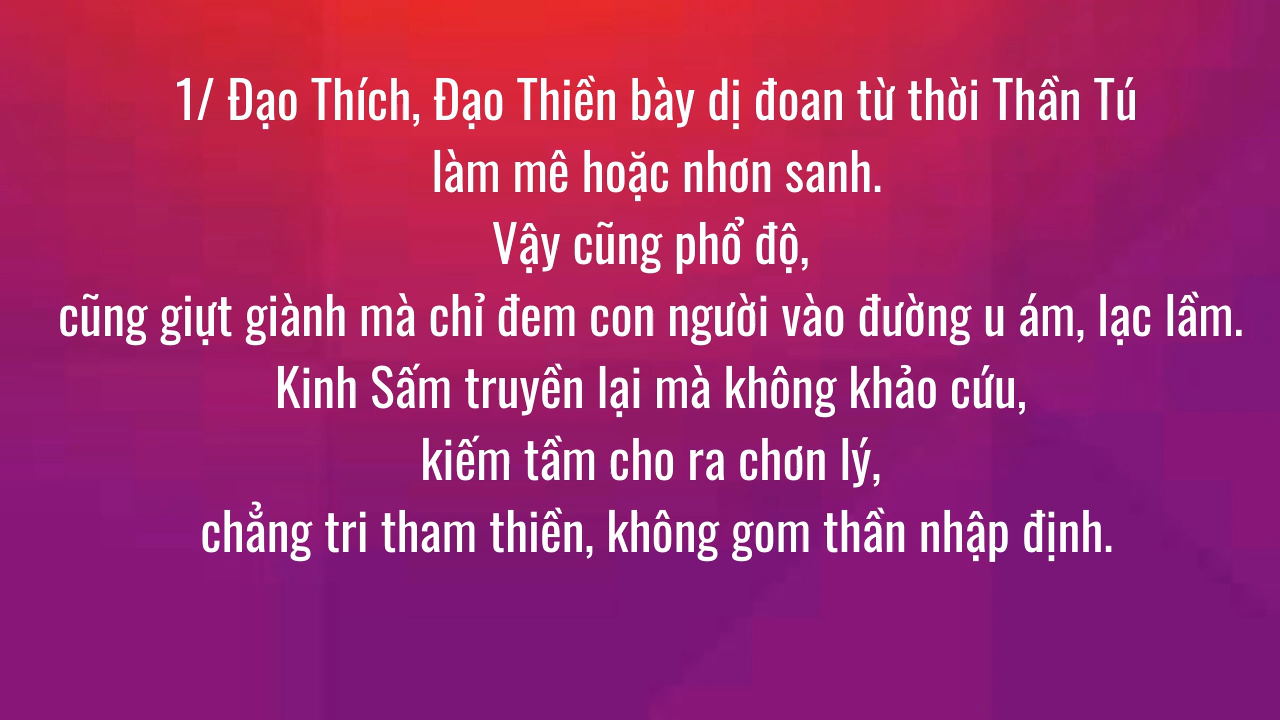 1/ Đạo Thích, Đạo Thiền bày dị đoan từ thời Thần Tú
làm mê hoặc nhơn sanh.
Vậy cũng phổ độ,
cũng giựt giành mà chỉ đem con người vào đường u ám, lạc lầm.
Kinh Sấm truyền lại mà không khảo cứu,
kiếm tầm cho ra chơn lý,
chẳng tri tham thiền, không gom thần nhập định.